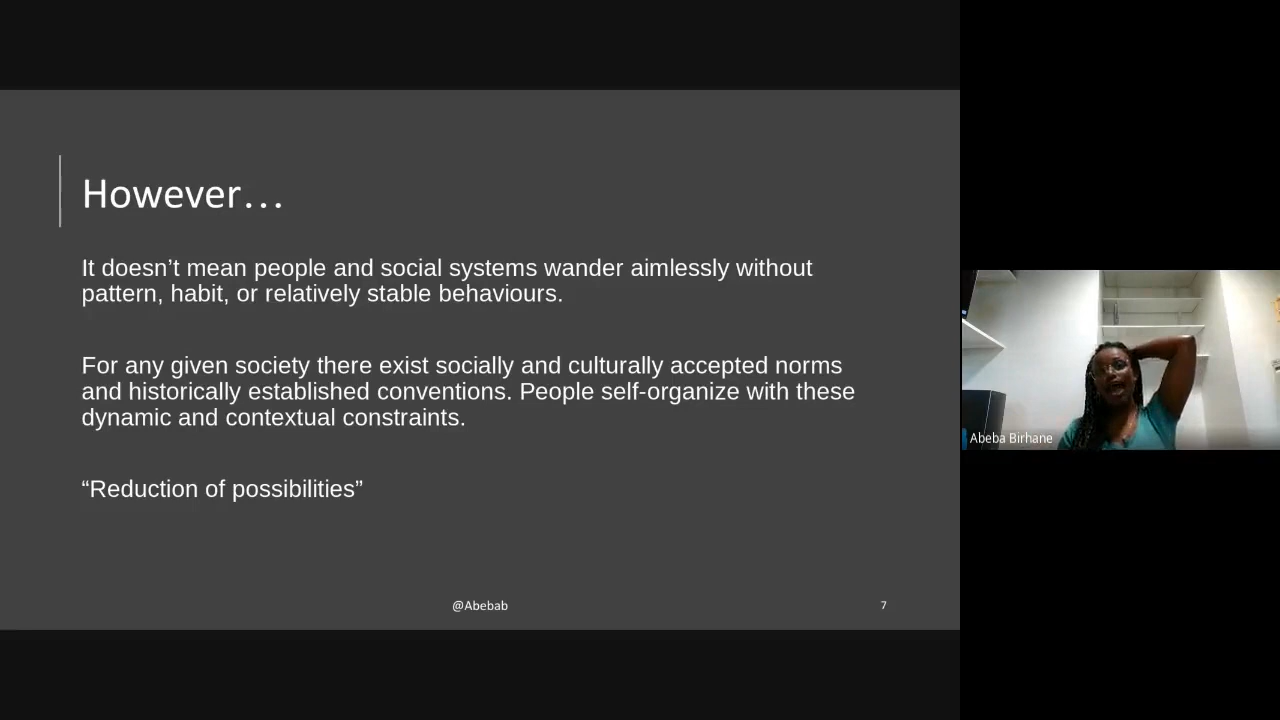 However…
It doesn’t mean people and social systems wander aimlessly without
pattern, habit, or relatively stable behaviours.
For any given society there exist socially and culturally accepted norms
and historically established conventions. People self-organize with these
dynamic and contextual constraints.
“Reduction of possibilities”
@Abebab
7
Abeba Birhane